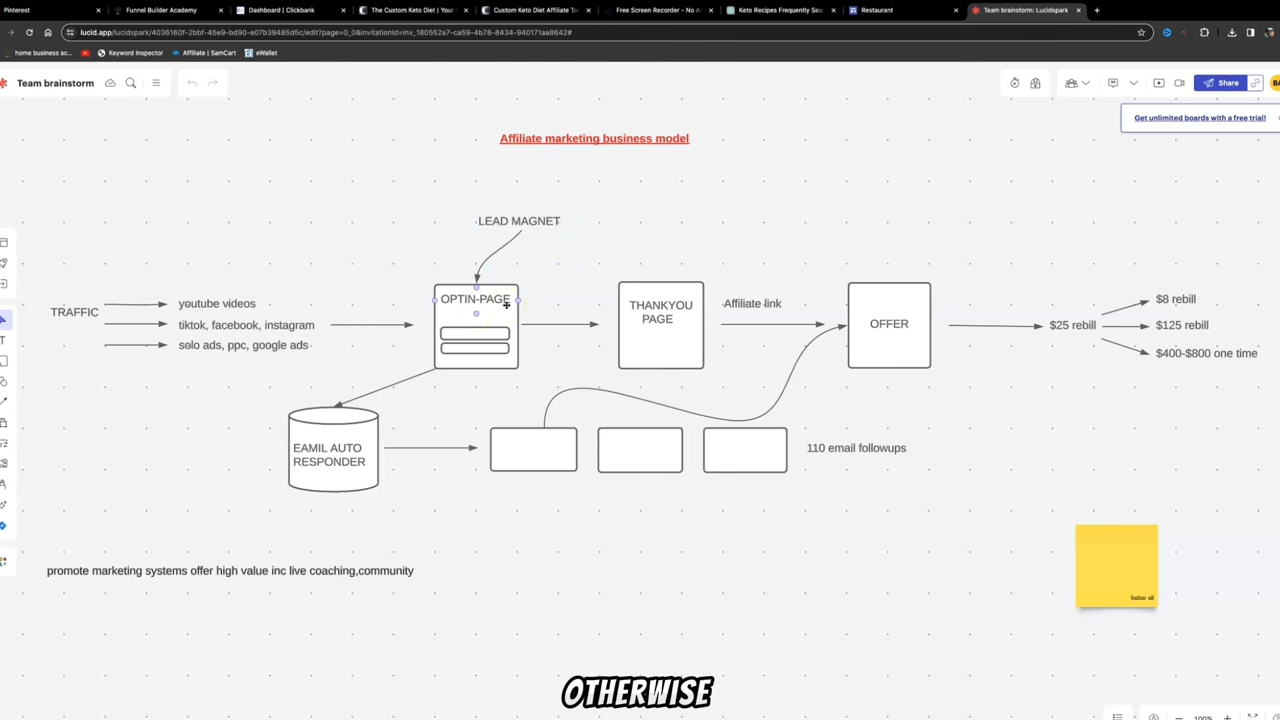 Pinterest
Funnel Builder Academy
Dashboard | Clickbank
The Custom Keto Diet | Your
Custom Keto Diet Affiliate To
Free Screen Recorder - No A
Keto Recipes Frequently Sea
Restaurant
Team brainstorm: Lucidspark
lucid.app/lucidspark/4036160f-2bbf-45e9-bd90-e07b39485d5c/edit?page=0_0&invitationId=inv_180552a7-ca59-4b78-8434-940171aa8642#
home business ac...
Keyword Inspector
Affiliate | SamCart
eWallet
Team brainstorm
Share
BA
Get unlimited boards with a free trial!
Affiliate marketing business model
LEAD MAGNET
OPTIN-PAGE
THANKYOU
PAGE
Affiliate link
OFFER
TRAFFIC
youtube videos
tiktok, facebook, instagram
solo ads, ppc, google ads
$25 rebill
$8 rebill
$125 rebill
$400-$800 one time
EAMIL AUTO
RESPONDER
110 email followups
promote marketing systems offer high value inc live coaching,community
babar ali
OTHERWISE
100%